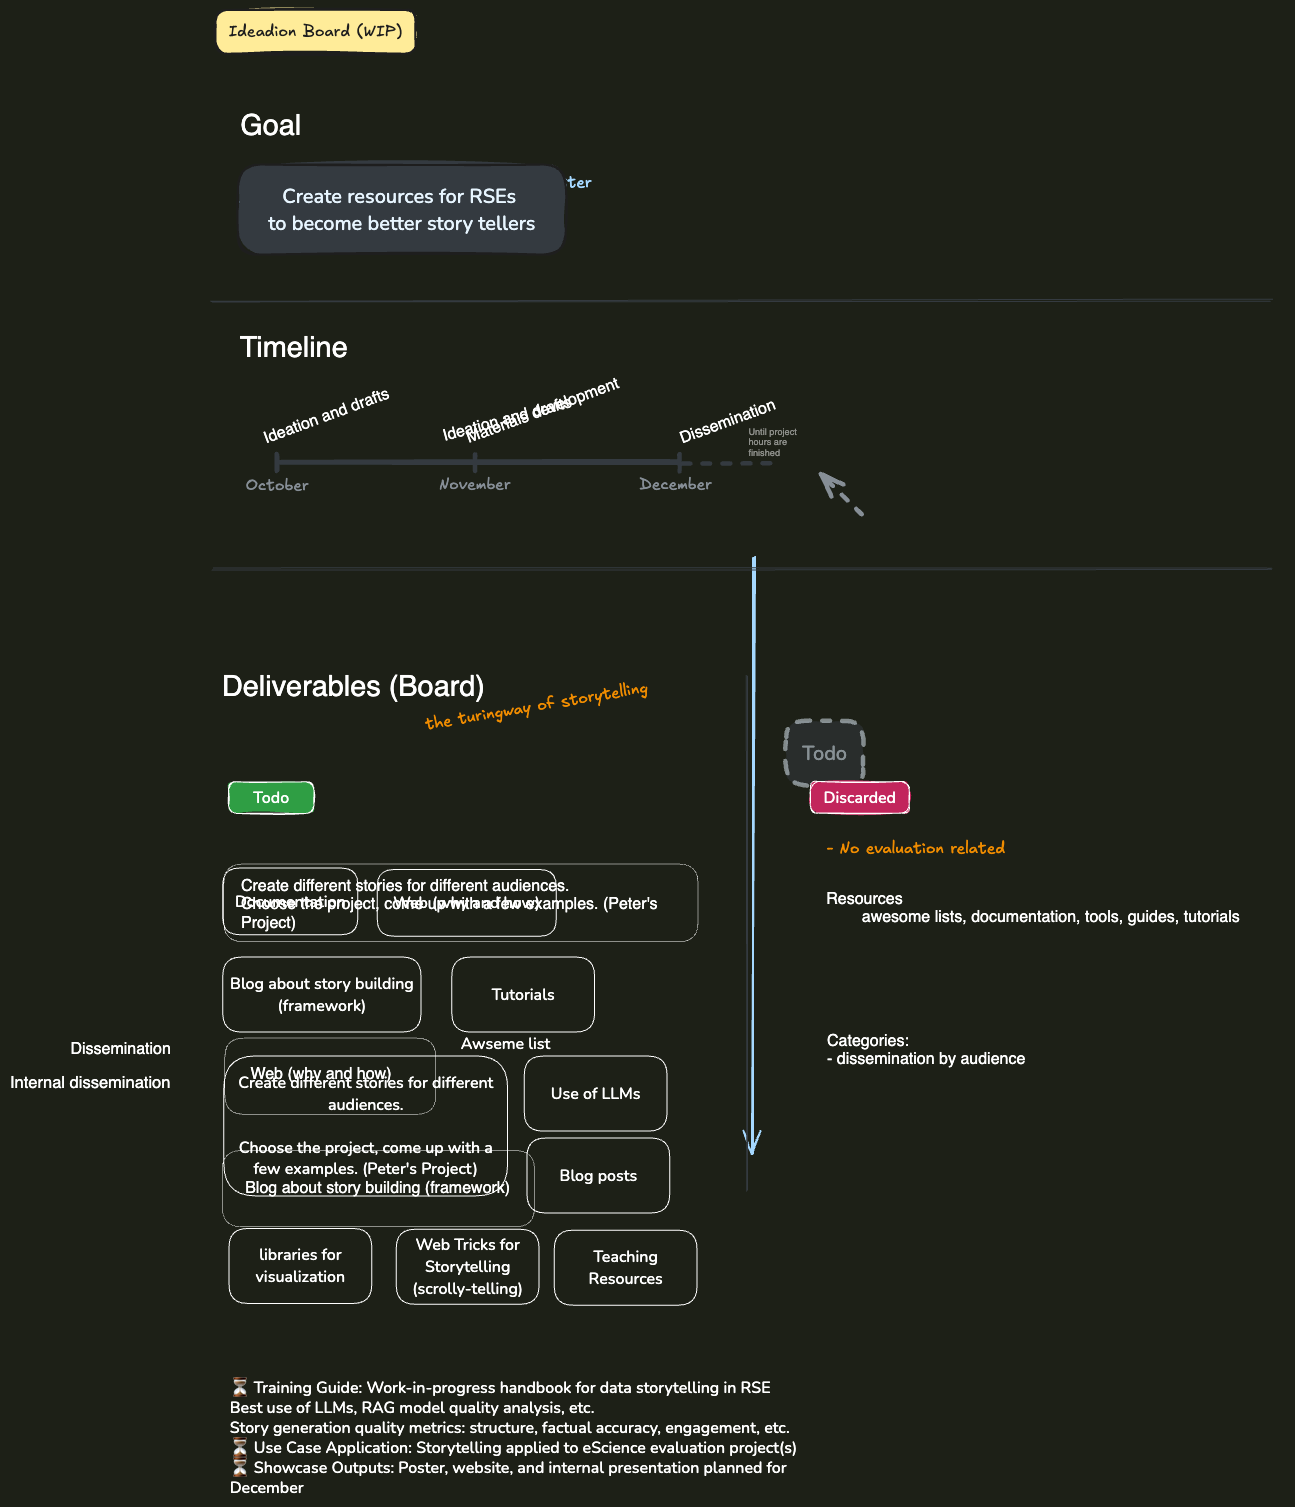 Ideadion Board (WIP)
Goal
Create resources for RSEs
to become better story tellers
ter
Timeline
Ideation and drafts
Ideation and drafts
Materials development
Dissemination
Until project
hours are
finished
October
November
December
Deliverables (Board)
the turingway of storytelling
Todo
Todo
Discarded
- No evaluation related
Create different stories for different audiences.
Choose the project, come up with a few examples. (Peter's
Project)
Documentation
Web (why and how)
Resources
awesome lists, documentation, tools, guides, tutorials
Blog about story building
(framework)
Tutorials
Awseme list
Dissemination
Internal dissemination
Categories:
- dissemination by audience
Web (why and how)
Create different stories for different
audiences.
Choose the project, come up with a
few examples. (Peter's Project)
Use of LLMs
Blog about story building (framework)
Blog posts
libraries for
visualization
Web Tricks for
Storytelling
(scrolly-telling)
Teaching
Resources
⏳ Training Guide: Work-in-progress handbook for data storytelling in RSE
Best use of LLMs, RAG model quality analysis, etc.
Story generation quality metrics: structure, factual accuracy, engagement, etc.
⏳ Use Case Application: Storytelling applied to eScience evaluation project(s)
⏳ Showcase Outputs: Poster, website, and internal presentation planned for
December